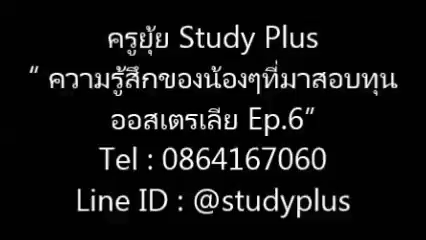 ครูยุ้ย Study Plus
“ ความรู้สึกของน้องๆที่มาสอบทุน
ออสเตรเลีย Ep.6”
Tel : 0864167060
Line ID : @studyplus